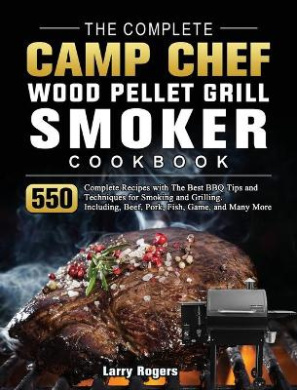 THE COMPLETE
CAMP CHEF
WOOD PELLET GRILL
SMOKER
COOKBOOK
550
Complete Recipes with The Best BBQ Tips and
Techniques for Smoking and Grilling,
Including, Beef, Pork, Fish, Game, and Many More
Larry Rogers